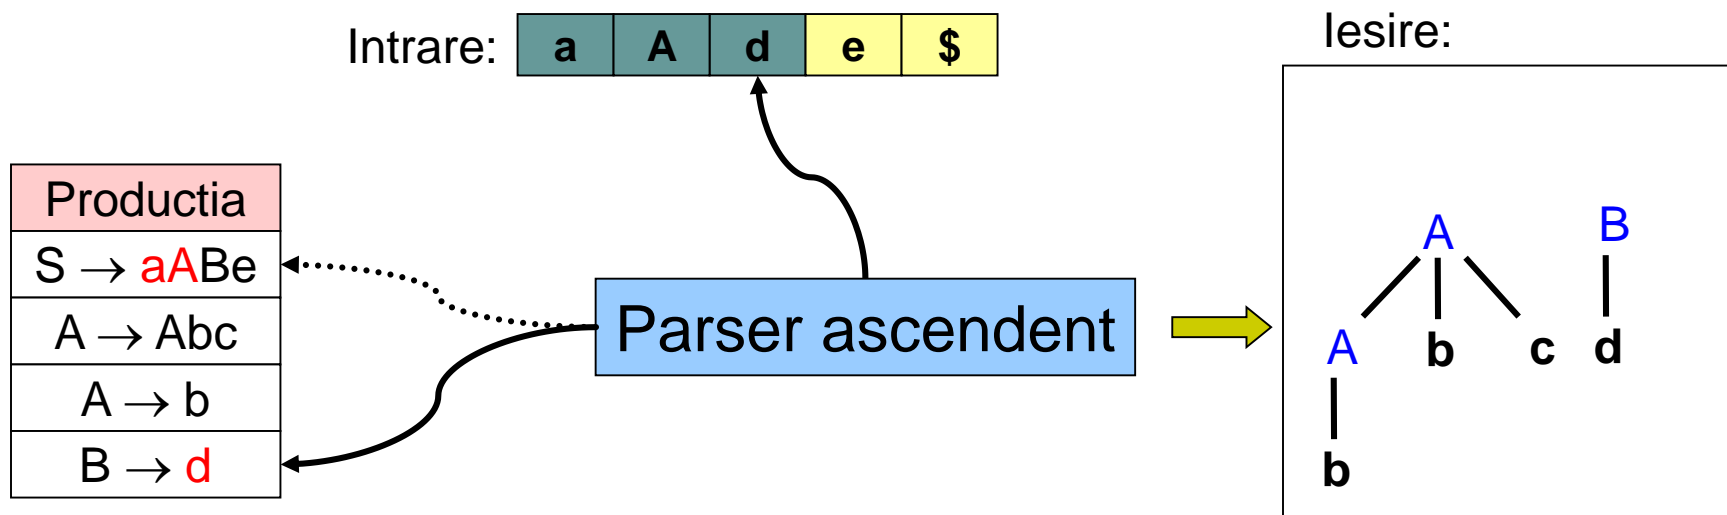 Intrare: a A d e $
Iesire:
Productia
S → aABe
A → Abc
A → b
B → d
Parser ascendent
A B
A b c d
b